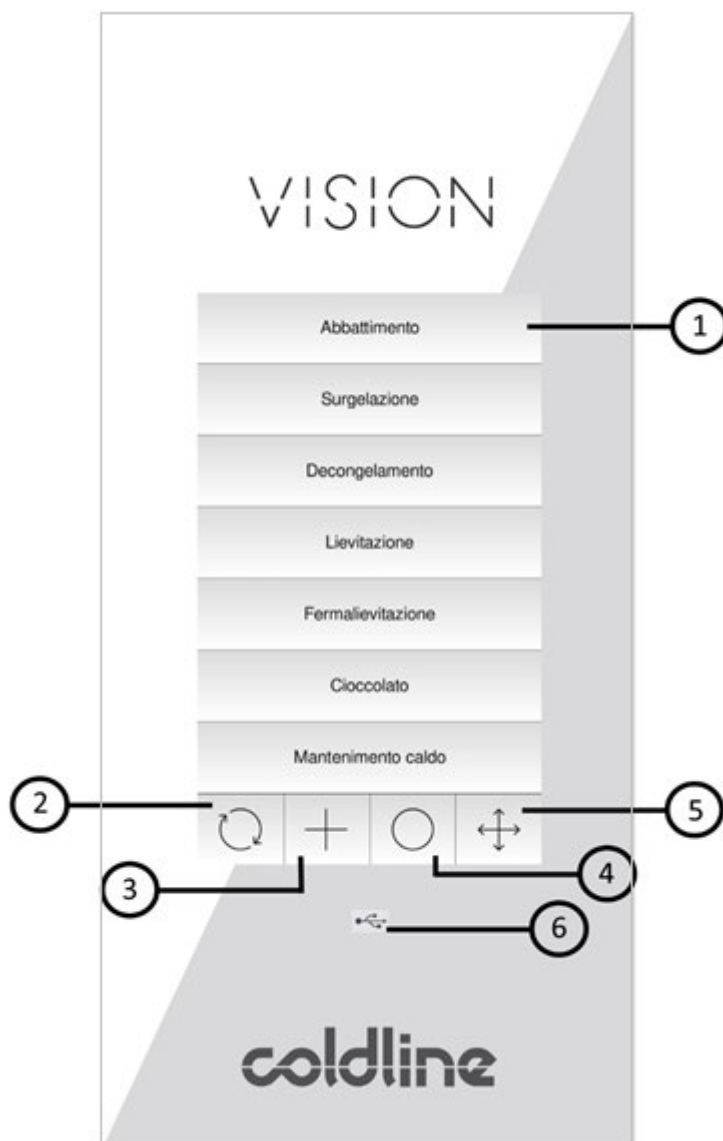 VISION
Abbattimento
1
Surgelazione
Decongelamento
Lievitazione
Fermalievitazione
Cioccolato
Mantenimento caldo
2
5
3
4
6
coldline